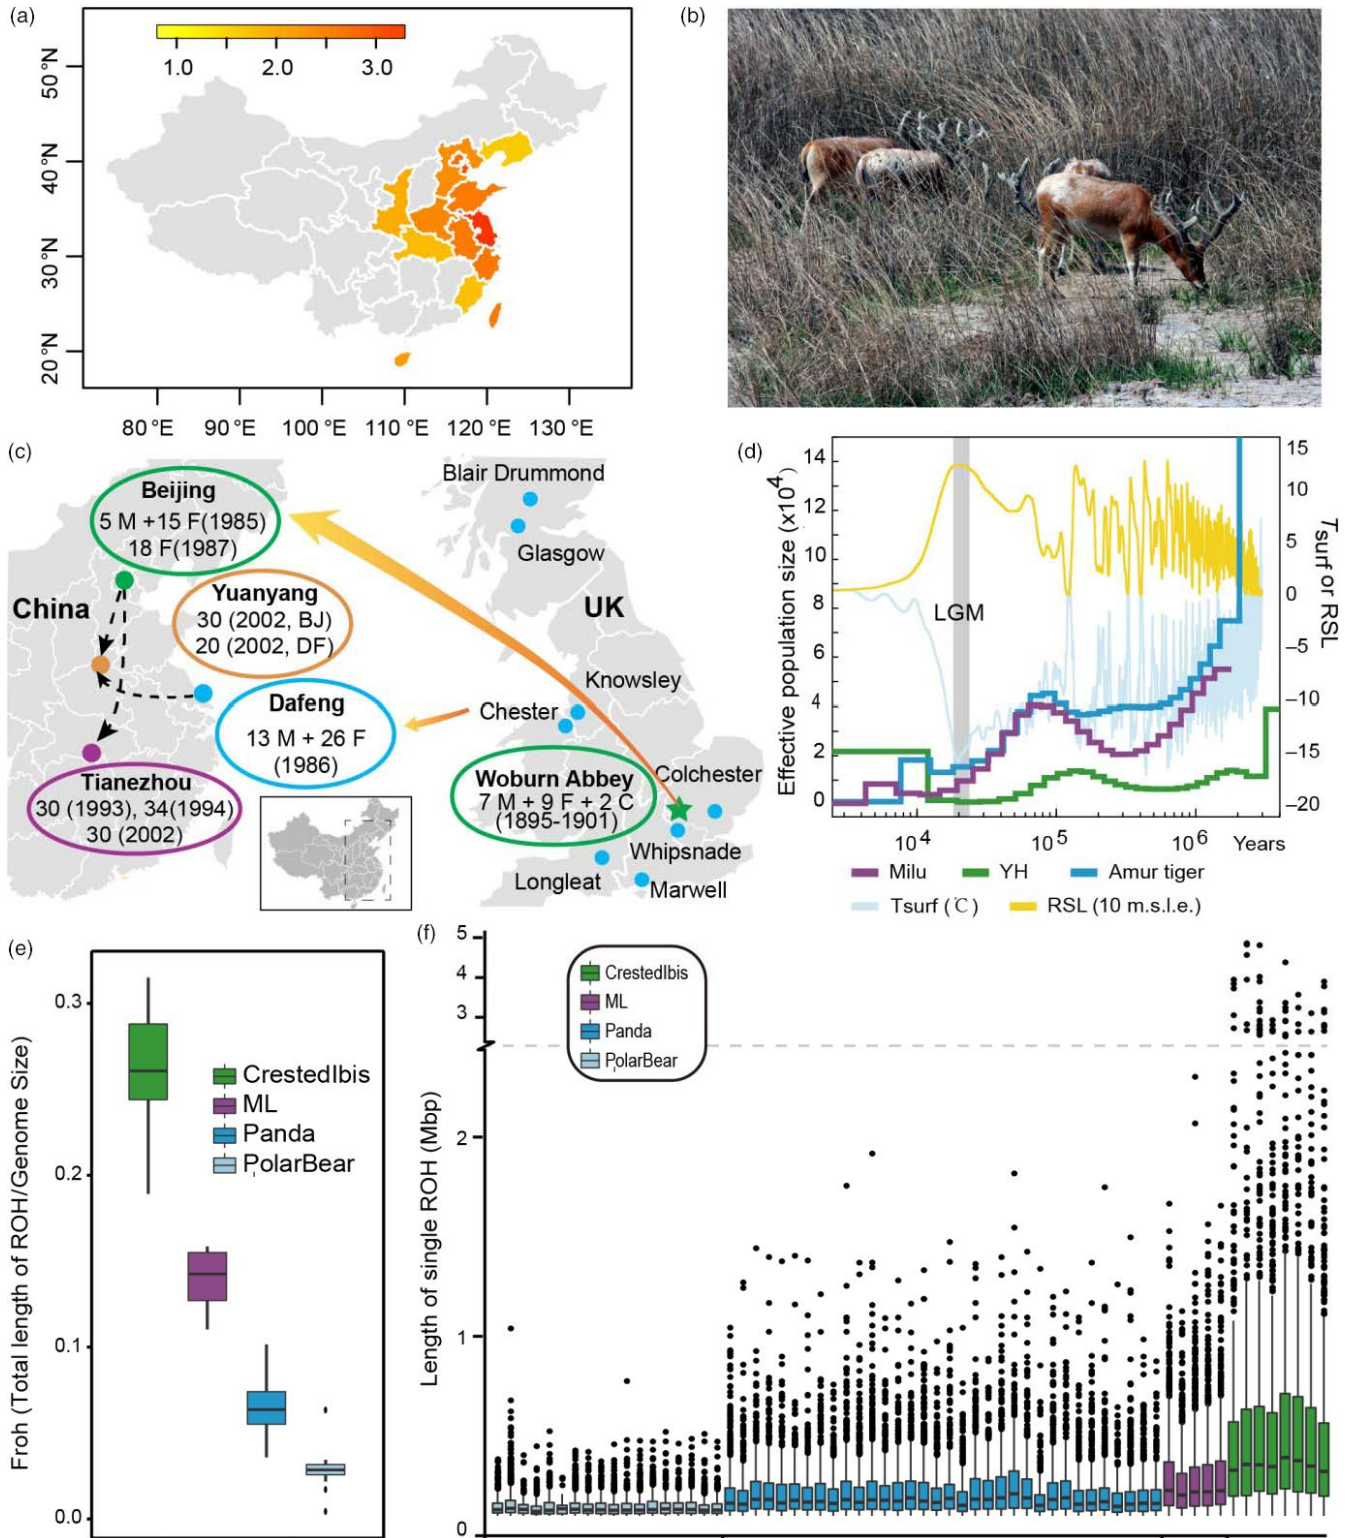 (a)
1.0 2.0 3.0
50 °N
40 °N
30 °N
20 °N
80 °E 90 °E 100 °E 110 °E 120 °E 130 °E
(b)
(c)
Beijing
5 M +15 F(1985)
18 F(1987)
China
Yuanyang
30 (2002, BJ)
20 (2002, DF)
Dafeng
13 M + 26 F
(1986)
Tianezhou
30 (1993), 34(1994)
30 (2002)
Blair Drummond
Glasgow
UK
Knowsley
Chester
Woburn Abbey
7 M + 9 F + 2 C
(1895-1901)
Colchester
Whipsnade
Longleat
Marwell
(d)
Effective population size (x10⁴)
14
12
10
8
6
4
2
0
LGM
15
10
5
0
−5
−10
−15
−20
Tsurf or RSL
10⁴ 10⁵ 10⁶ Years
Milu YH Amur tiger
Tsurf (℃) RSL (10 m.s.l.e.)
(e)
Froh (Total length of ROH/Genome Size)
0.3
0.2
0.1
0.0
CrestedIbis
ML
Panda
PolarBear
(f)
Length of single ROH (Mbp)
5
4
3
2
1
0
CrestedIbis
ML
Panda
PolarBear